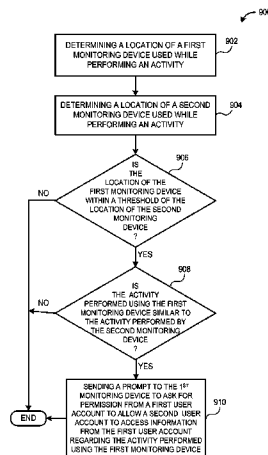 900
DETERMINING A LOCATION OF A FIRST
MONITORING DEVICE USED WHILE
PERFORMING AN ACTIVITY
902
DETERMINING A LOCATION OF A SECOND
MONITORING DEVICE USED WHILE
PERFORMING AN ACTIVITY
904
906
IS
THE
LOCATION OF THE
FIRST MONITORING DEVICE
WITHIN A THRESHOLD OF THE
LOCATION OF THE SECOND
MONITORING
DEVICE
?
NO
YES
908
IS
THE ACTIVITY
PERFORMED USING THE FIRST
MONITORING DEVICE SIMILAR TO
THE ACTIVITY PERFORMED BY
THE SECOND
MONITORING
DEVICE
?
NO
YES
SENDING A PROMPT TO THE 1ST
MONITORING DEVICE TO ASK FOR
PERMISSION FROM A FIRST USER
ACCOUNT TO ALLOW A SECOND USER
ACCOUNT TO ACCESS INFORMATION
FROM THE FIRST USER ACCOUNT
REGARDING THE ACTIVITY PERFORMED
USING THE FIRST MONITORING DEVICE
910
END